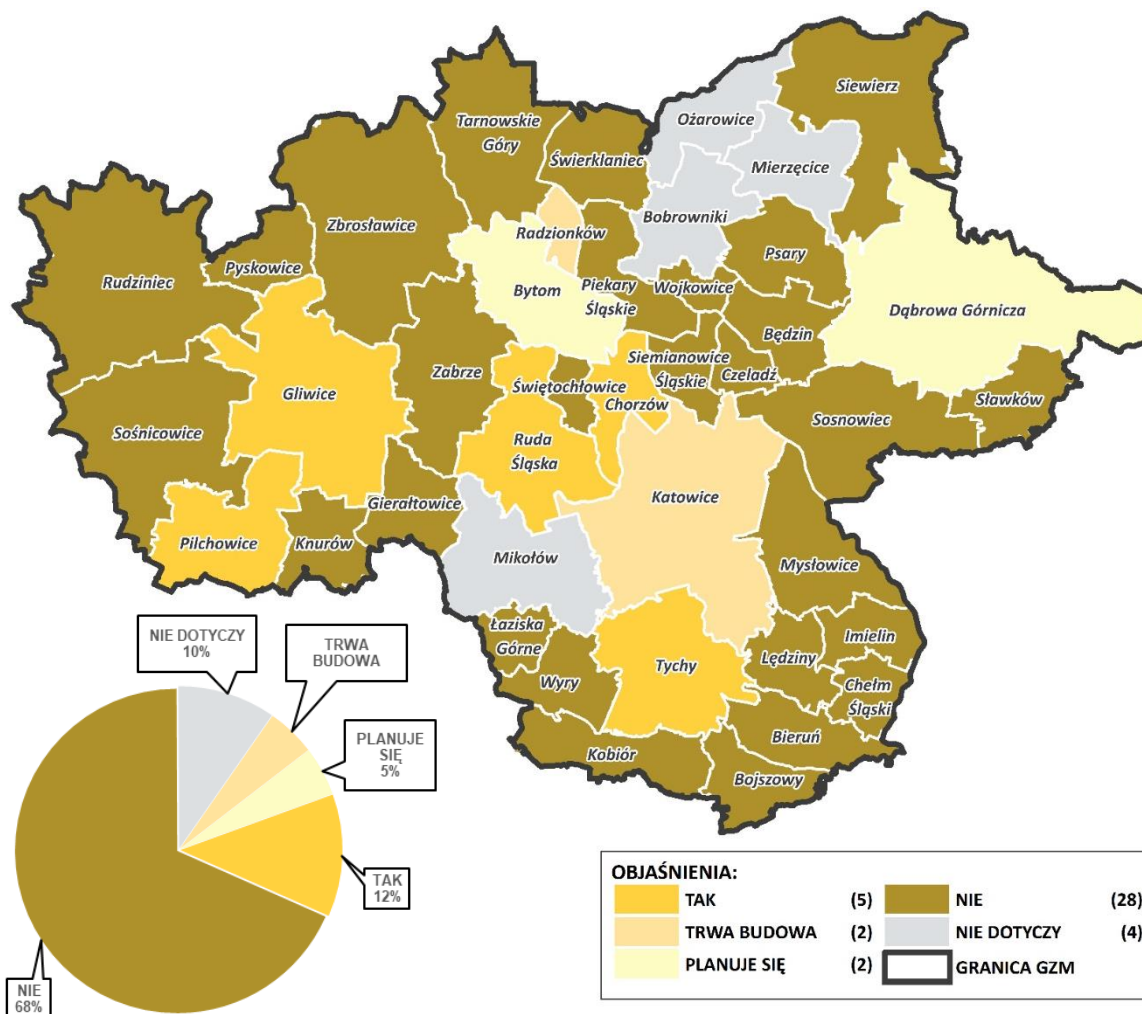 Siewierz
Ożarowice
Tarnowskie
Góry
Świerklaniec
Mierzęcice
Bobrowniki
Zbrosławice
Radzionków
Psary
Pyskowice
Rudziniec
Piekary
Śląskie
Wojkowice
Bytom
Dąbrowa Górnicza
Będzin
Siemianowice
Śląskie
Czeladź
Zabrze
Świętochłowice
Chorzów
Gliwice
Sławków
Sosnowiec
Sośnicowice
Ruda
Śląska
Katowice
Gierałtowice
Pilchowice
Knurów
Mikołów
Mysłowice
Łaziska
Górne
Imielin
Lędziny
Tychy
Wyry
Chełm
Śląski
Bieruń
Kobiór
Bojszowy
NIE DOTYCZY
10%
TRWA
BUDOWA
PLANUJE
SIĘ
5%
TAK
12%
NIE
68%
OBJAŚNIENIA:
TAK (5) NIE (28)
TRWA BUDOWA (2) NIE DOTYCZY (4)
PLANUJE SIĘ (2) GRANICA GZM